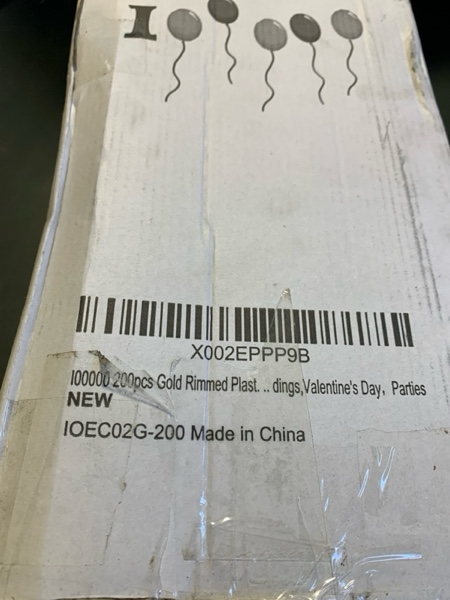 I
X002EPPP9B
I00000 200pcs Gold Rimmed Plast... dings,Valentine's Day, Parties
NEW
IOEC02G-200 Made in China